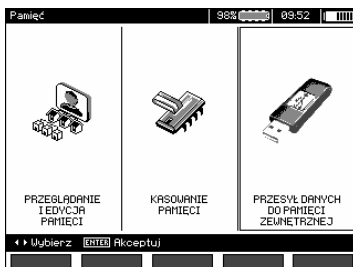 Pamięć 98% 09:52
PRZEGLĄDANIE
I EDYCJA
PAMIĘCI
KASOWANIE
PAMIĘCI
PRZESYŁ DANYCH
DO PAMIĘCI
ZEWNĘTRZNEJ
Wybierz ENTER Akceptuj